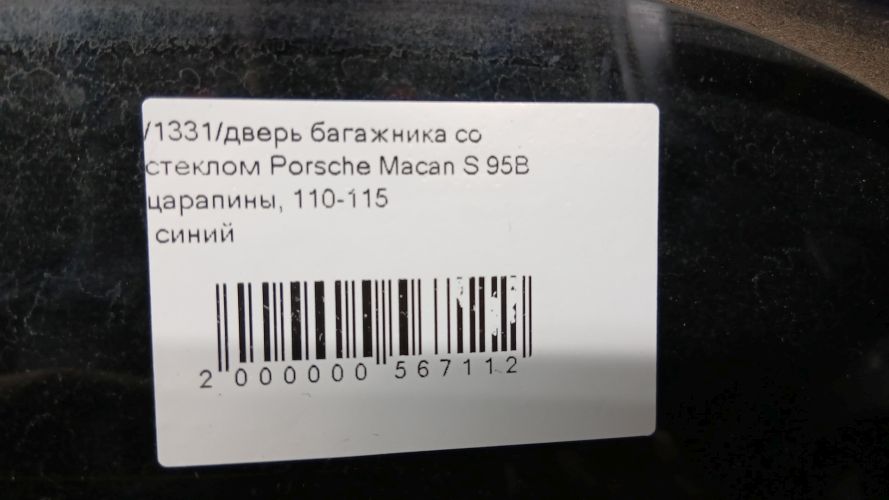 /1331/дверь багажника со
стеклом Porsche Macan S 95B
царапины, 110-115
синий
2 000000 567112